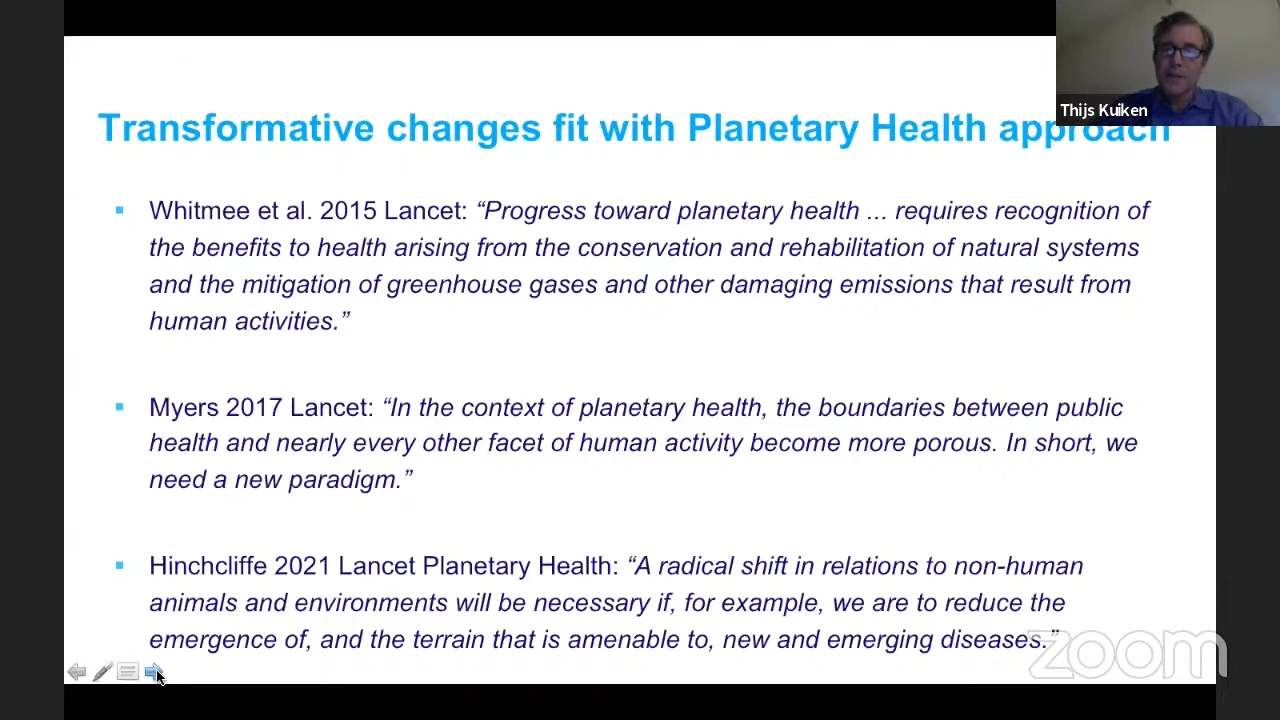 Thijs Kuiken
Transformative changes fit with Planetary Health approach
Whitmee et al. 2015 Lancet: “Progress toward planetary health ... requires recognition of
the benefits to health arising from the conservation and rehabilitation of natural systems
and the mitigation of greenhouse gases and other damaging emissions that result from
human activities.”
Myers 2017 Lancet: “In the context of planetary health, the boundaries between public
health and nearly every other facet of human activity become more porous. In short, we
need a new paradigm.”
Hinchcliffe 2021 Lancet Planetary Health: “A radical shift in relations to non-human
animals and environments will be necessary if, for example, we are to reduce the
emergence of, and the terrain that is amenable to, new and emerging diseases.”
zoom